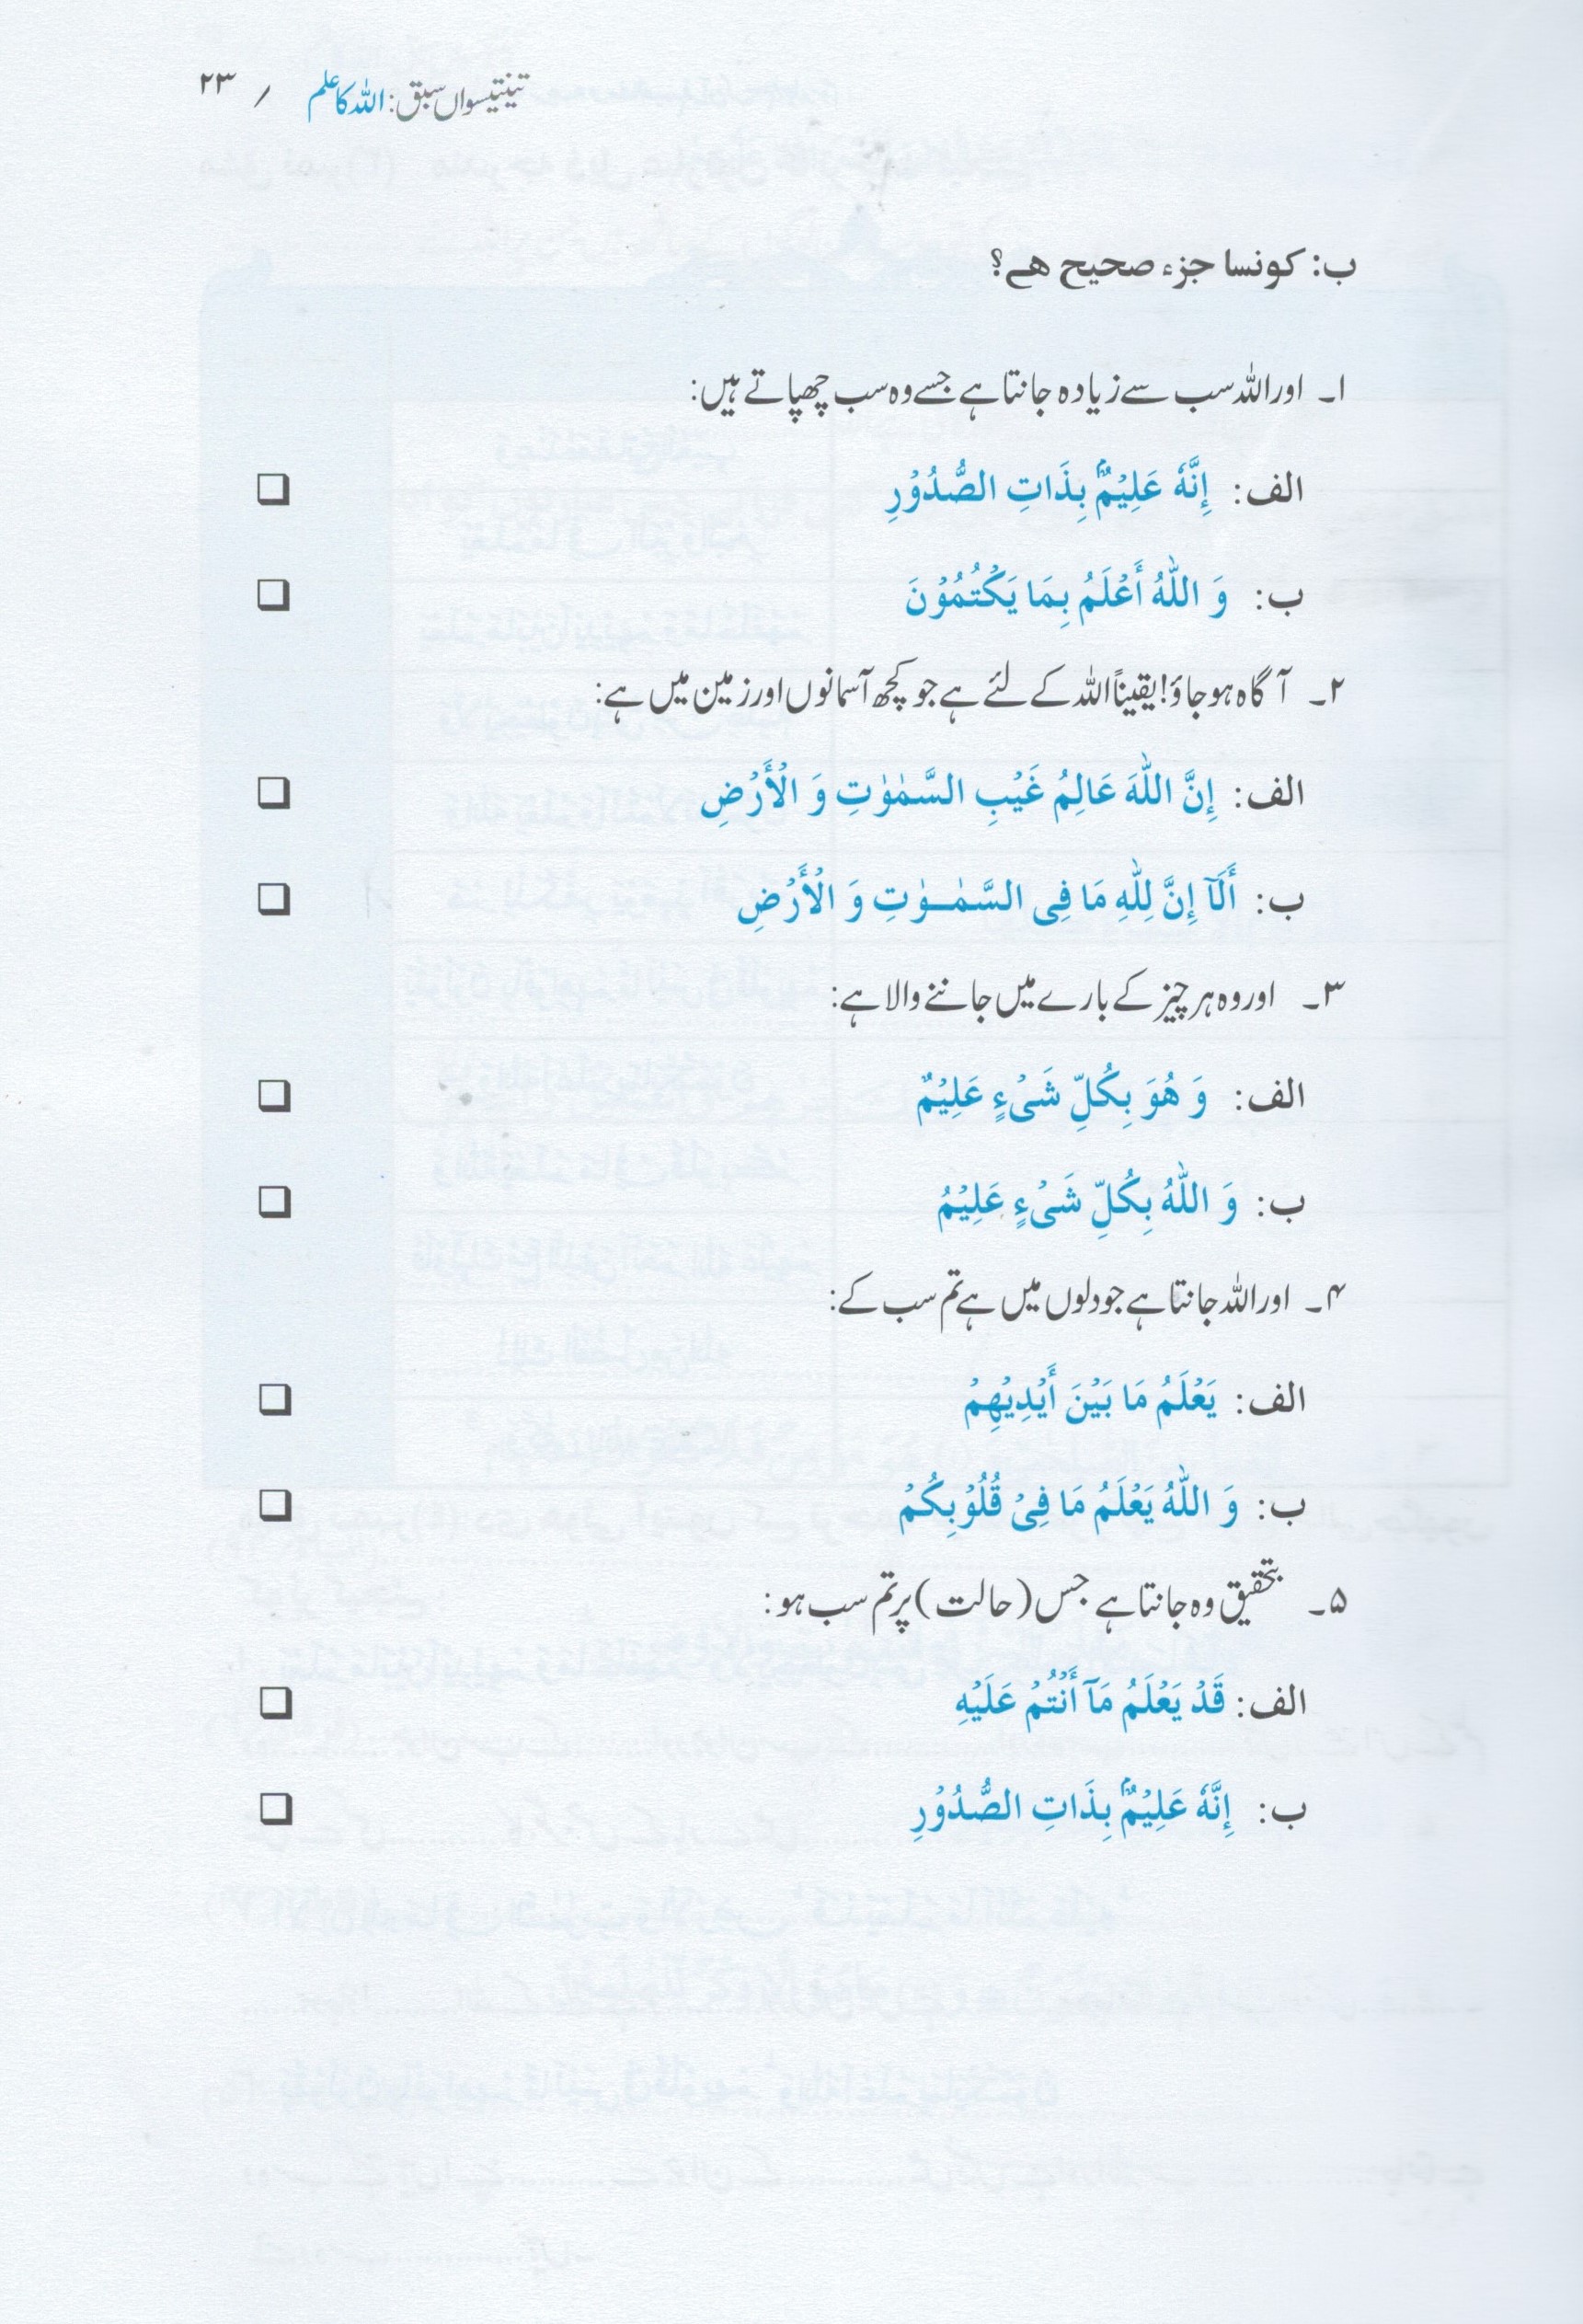 تینتیسواں سبق: اللہ کا علم / ۲۳
ب: کونسا جزء صحیح ھے؟
۱۔ اور اللہ سب سے زیادہ جانتا ہے جسے وہ سب چھپاتے ہیں:
الف: إِنَّهٗ عَلِيْمٌۢ بِذَاتِ الصُّدُوْرِ ❑
ب: وَ اللّٰهُ أَعْلَمُ بِمَا يَكْتُمُوْنَ ❑
۲۔ آگاہ ہو جاؤ! یقیناً اللہ کے لئے ہے جو کچھ آسمانوں اور زمین میں ہے:
الف: إِنَّ اللّٰهَ عَالِمُ غَيْبِ السَّمٰوٰتِ وَ الْأَرْضِ ❑
ب: أَلَآ إِنَّ لِلّٰهِ مَا فِى السَّمٰـوٰتِ وَ الْأَرْضِ ❑
۳۔ اور وہ ہر چیز کے بارے میں جاننے والا ہے:
الف: وَ هُوَ بِكُلِّ شَىْءٍ عَلِيْمٌ ❑
ب: وَ اللّٰهُ بِكُلِّ شَىْءٍ عَلِيْمُ ❑
۴۔ اور اللہ جانتا ہے جو دلوں میں ہے تم سب کے:
الف: يَعْلَمُ مَا بَيْنَ أَيْدِيْهِمْ ❑
ب: وَ اللّٰهُ يَعْلَمُ مَا فِىْ قُلُوْبِكُمْ ❑
۵۔ بتحقیق وہ جانتا ہے جس (حالت) پر تم سب ہو:
الف: قَدْ يَعْلَمُ مَآ أَنْتُمْ عَلَيْهِ ❑
ب: إِنَّهٗ عَلِيْمٌۢ بِذَاتِ الصُّدُوْرِ ❑